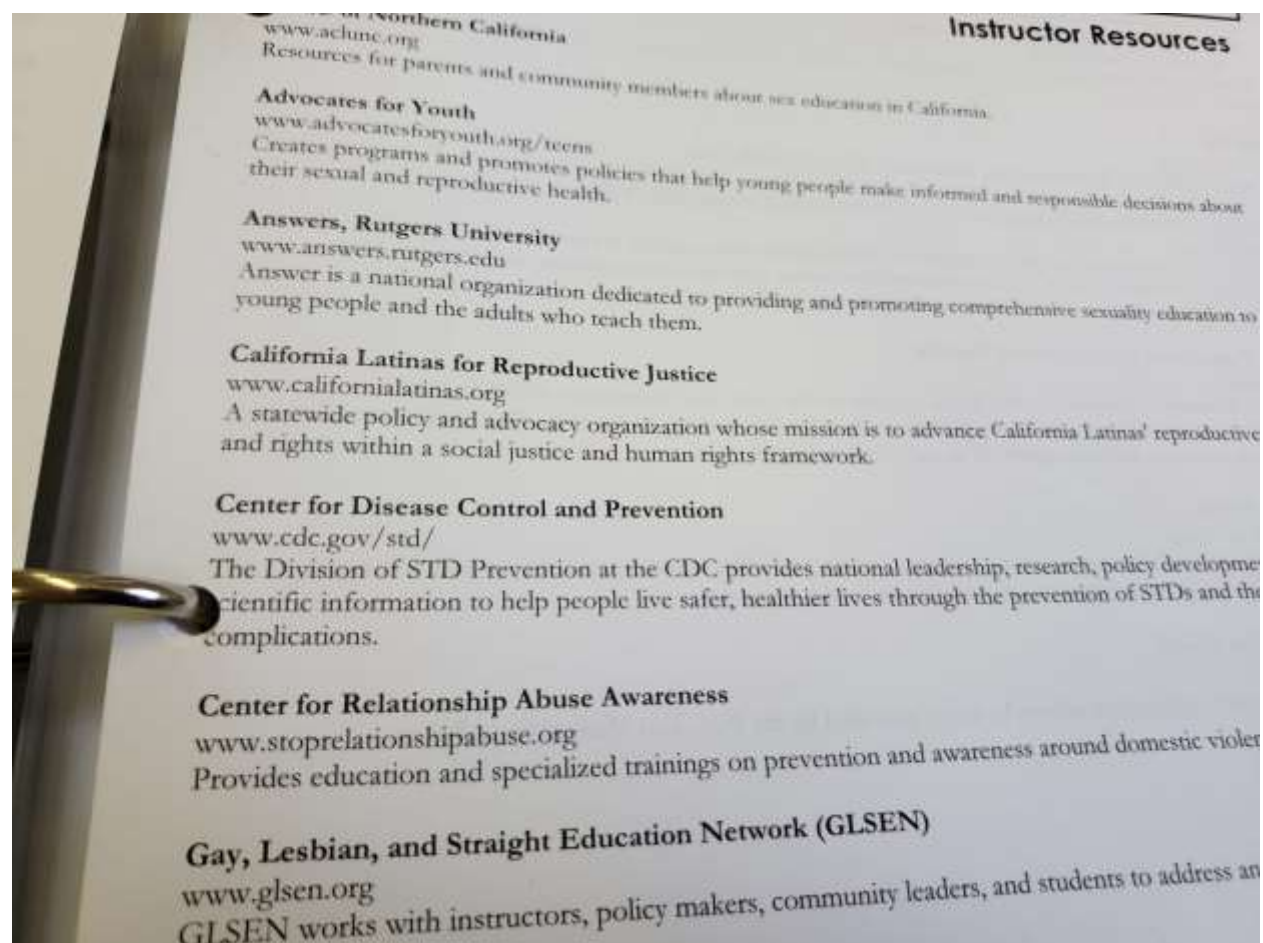 Instructor Resources
of Northern California
www.aclunc.org
Resources for parents and community members about sex education in California.
Advocates for Youth
www.advocatesforyouth.org/teens
Creates programs and promotes policies that help young people make informed and responsible decisions about
their sexual and reproductive health.
Answers, Rutgers University
www.answers.rutgers.edu
Answer is a national organization dedicated to providing and promoting comprehensive sexuality education to
young people and the adults who teach them.
California Latinas for Reproductive Justice
www.californialatinas.org
A statewide policy and advocacy organization whose mission is to advance California Latinas' reproductive
and rights within a social justice and human rights framework.
Center for Disease Control and Prevention
www.cdc.gov/std/
The Division of STD Prevention at the CDC provides national leadership, research, policy developme
cientific information to help people live safer, healthier lives through the prevention of STDs and the
complications.
Center for Relationship Abuse Awareness
www.stoprelationshipabuse.org
Provides education and specialized trainings on prevention and awareness around domestic violen
Gay, Lesbian, and Straight Education Network (GLSEN)
www.glsen.org
GLSEN works with instructors, policy makers, community leaders, and students to address an